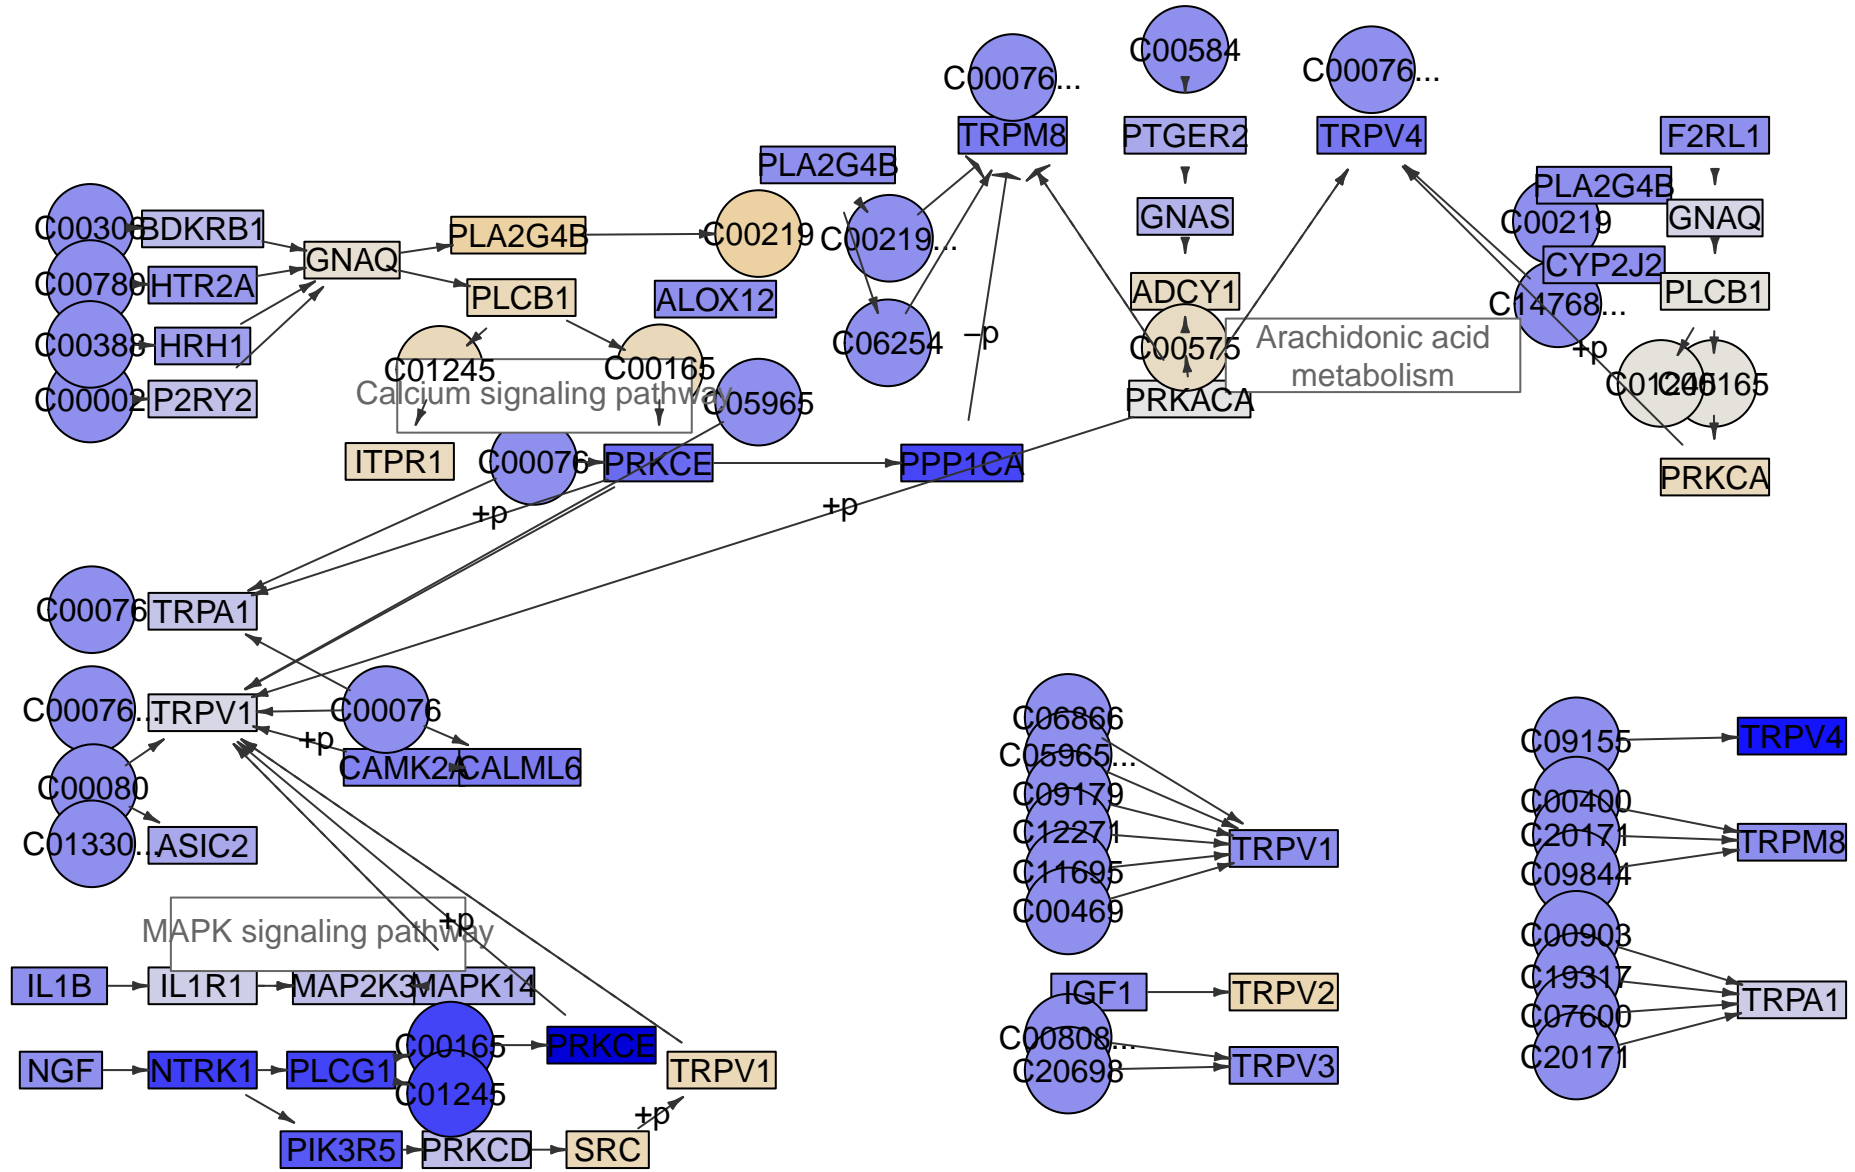 C00584
C00076...
C00076...
TRPM8
PTGER2
TRPV4
F2RL1
PLA2G4B
PLA2G4B
C00219
GNAQ
GNAS
BDKRB1
PLA2G4B
C00219
C00219...
GNAQ
CYP2J2
HTR2A
PLCB1
ALOX12
ADCY1
PLCB1
C14768...
C00388
HRH1
C06254
–p
C00575
Arachidonic acid
metabolism
+p
C01245
C00165
Calcium signaling pathway
C00002
P2RY2
C05965
PRKACA
ITPR1
C00076
PRKCE
PPP1CA
PRKCA
+p
+p
C00076
TRPA1
C00076...
TRPV1
C00076
+p
CAMK2A
CALML6
C00080
C01330...
ASIC2
C06866
C05965...
C09179
C12271
C11695
C00469
TRPV1
C09155
TRPV4
C00400
C20171
C09844
TRPM8
MAPK signaling pathway
+p
IL1B
IL1R1
MAP2K3
MAPK14
IGF1
TRPV2
C00903
C19317
C07600
C20171
TRPA1
C00165
PRKCE
C00808...
C20698
TRPV3
NGF
NTRK1
PLCG1
C01245
TRPV1
+p
PIK3R5
PRKCD
SRC